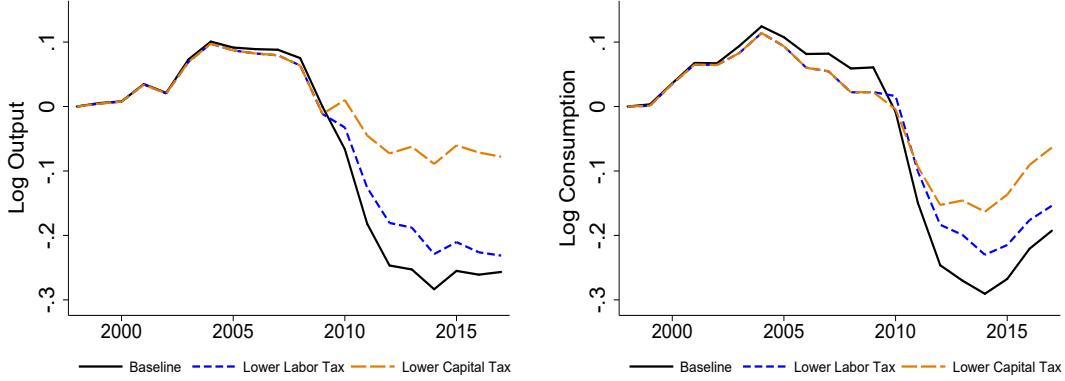 Log Output
.1
0
-.1
-.2
-.3
2000 2005 2010 2015
Baseline Lower Labor Tax Lower Capital Tax
Log Consumption
.1
0
-.1
-.2
-.3
2000 2005 2010 2015
Baseline Lower Labor Tax Lower Capital Tax